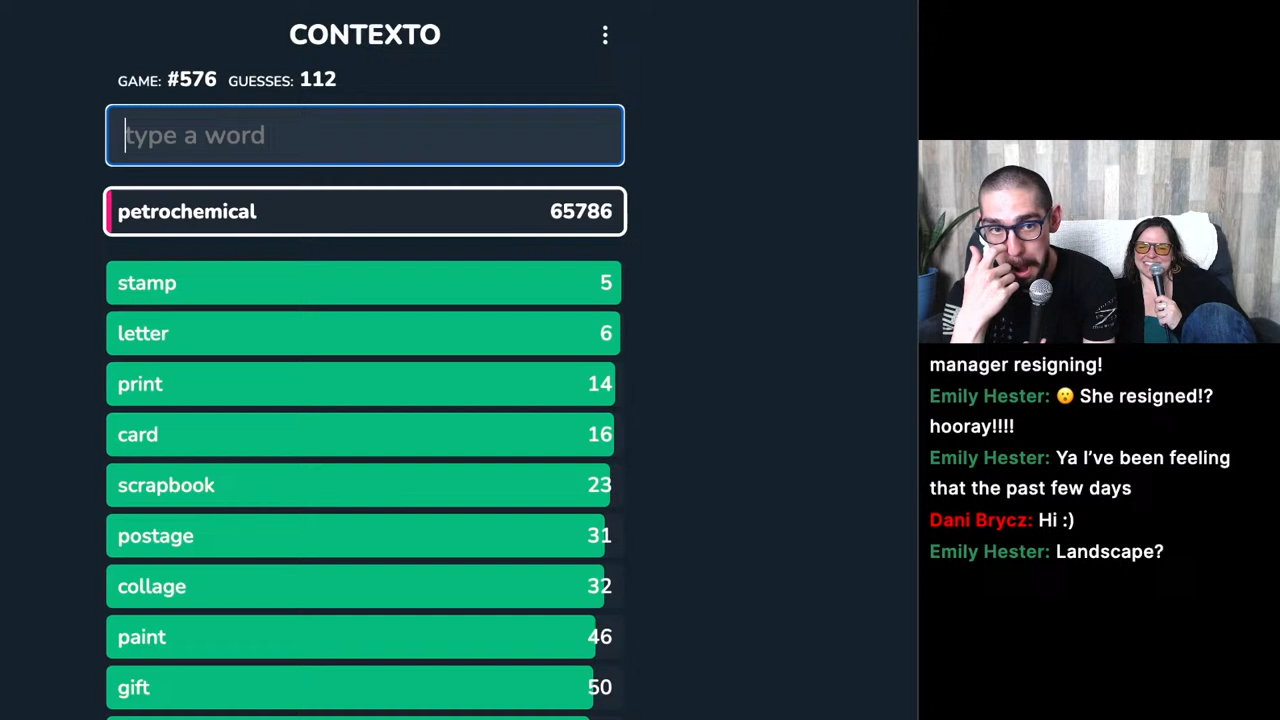 CONTEXTO
GAME: #576 GUESSES: 112
type a word
petrochemical 65786
stamp 5
letter 6
print 14
card 16
scrapbook 23
postage 31
collage 32
paint 46
gift 50
manager resigning!
Emily Hester: 😮 She resigned!?
hooray!!!!
Emily Hester: Ya I've been feeling
that the past few days
Dani Brycz: Hi :)
Emily Hester: Landscape?